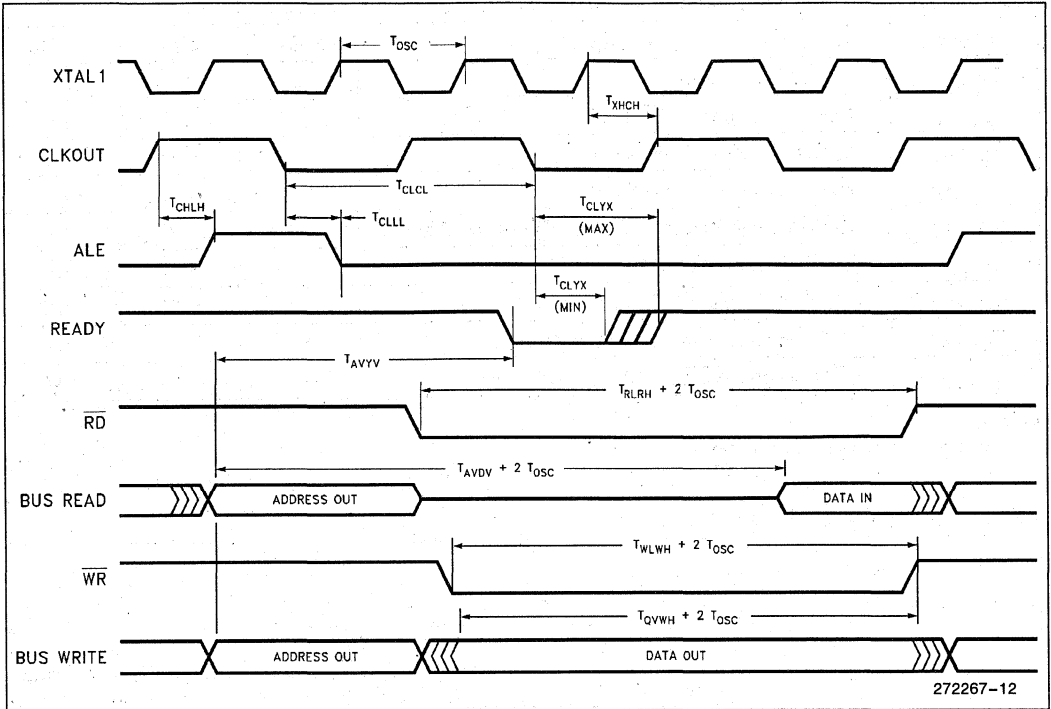 T_OSC
XTAL1
T_XHCH
CLKOUT
T_CLCL
T_CHLH
T_CLLL
T_CLYX
(MAX)
ALE
T_CLYX
(MIN)
READY
T_AVYV
T_RLRH + 2 T_OSC
RD
T_AVDV + 2 T_OSC
BUS READ ADDRESS OUT DATA IN
T_WLWH + 2 T_OSC
WR
T_QVWH + 2 T_OSC
BUS WRITE ADDRESS OUT DATA OUT
272267-12